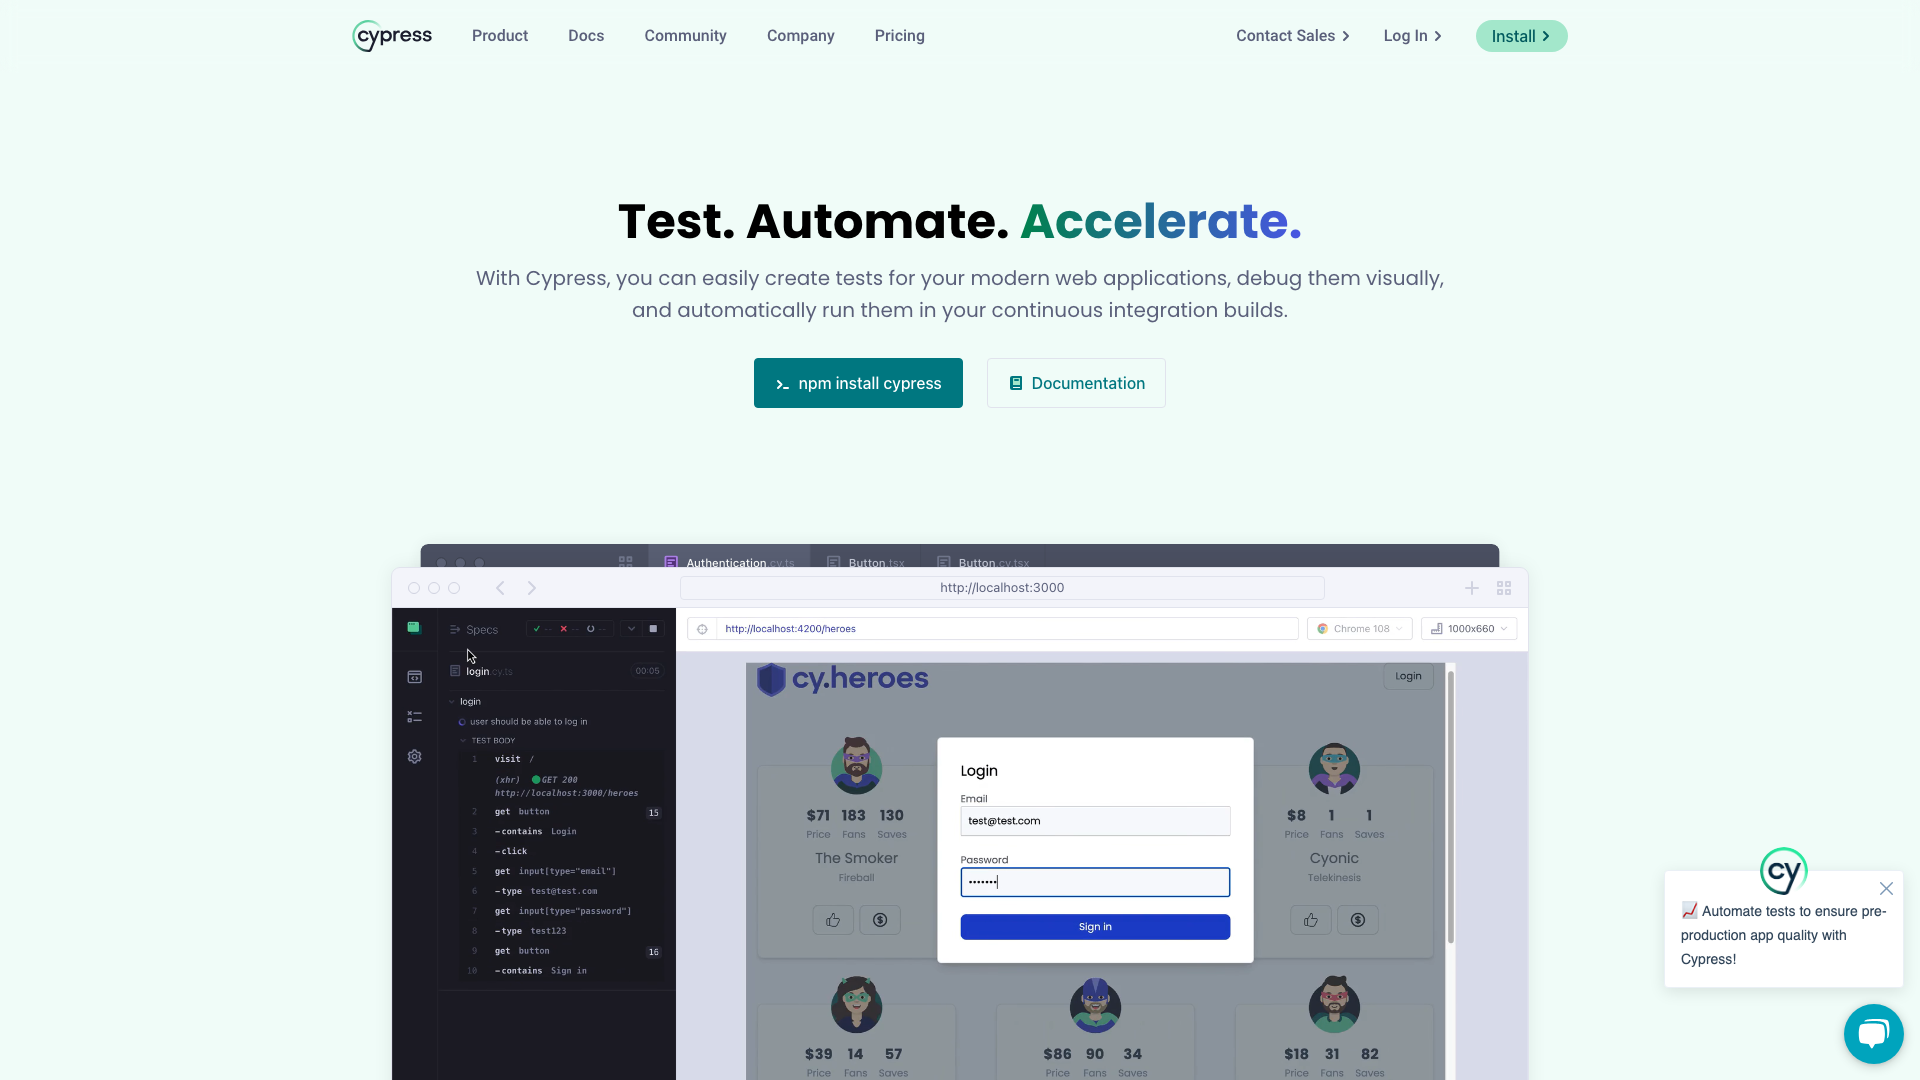 cypress
Product
Docs
Community
Company
Pricing
Contact Sales
Log In
Install
Test. Automate. Accelerate.
With Cypress, you can easily create tests for your modern web applications, debug them visually,
and automatically run them in your continuous integration builds.
npm install cypress
Documentation
Authentication.cy.ts
Button.tsx
Button.cy.tsx
http://localhost:3000
Specs
-- -- --
http://localhost:4200/heroes
Chrome 108
1000x660
login.cy.ts
00:05
login
user should be able to log in
TEST BODY
1 visit /
(xhr) GET 200
http://localhost:3000/heroes
2 get button 15
3 -contains Login
4 -click
5 get input[type="email"]
6 -type test@test.com
7 get input[type="password"]
8 -type test123
9 get button 16
10 -contains Sign in
cy.heroes
Login
$71 183 130
Price Fans Saves
The Smoker
Fireball
Login
Email
test@test.com
Password
•••••••
Sign in
$8 1 1
Price Fans Saves
Cyonic
Telekinesis
$39 14 57
Price Fans Saves
$86 90 34
Price Fans Saves
$18 31 82
Price Fans Saves
cy
📈 Automate tests to ensure pre-
production app quality with
Cypress!